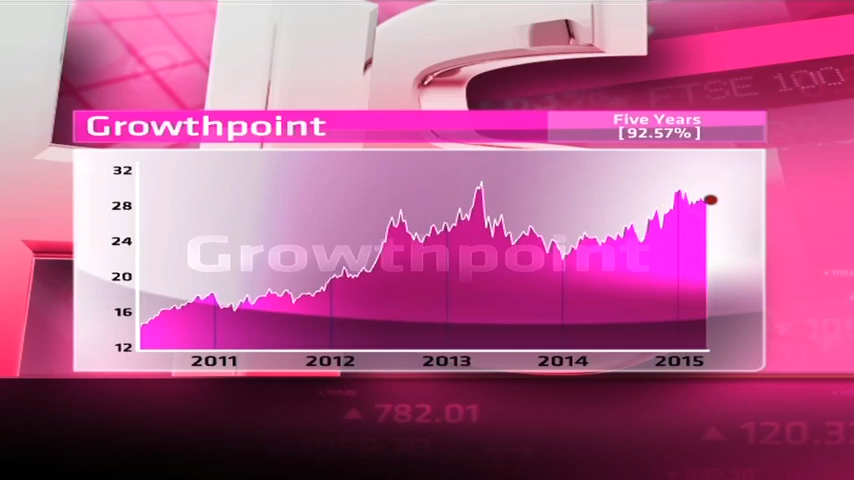 FTSE 100
Growthpoint
Five Years
[ 92.57% ]
32
28
24
20
16
12
Growthpoint
2011
2012
2013
2014
2015
▲ 782.01
▲ 120.32